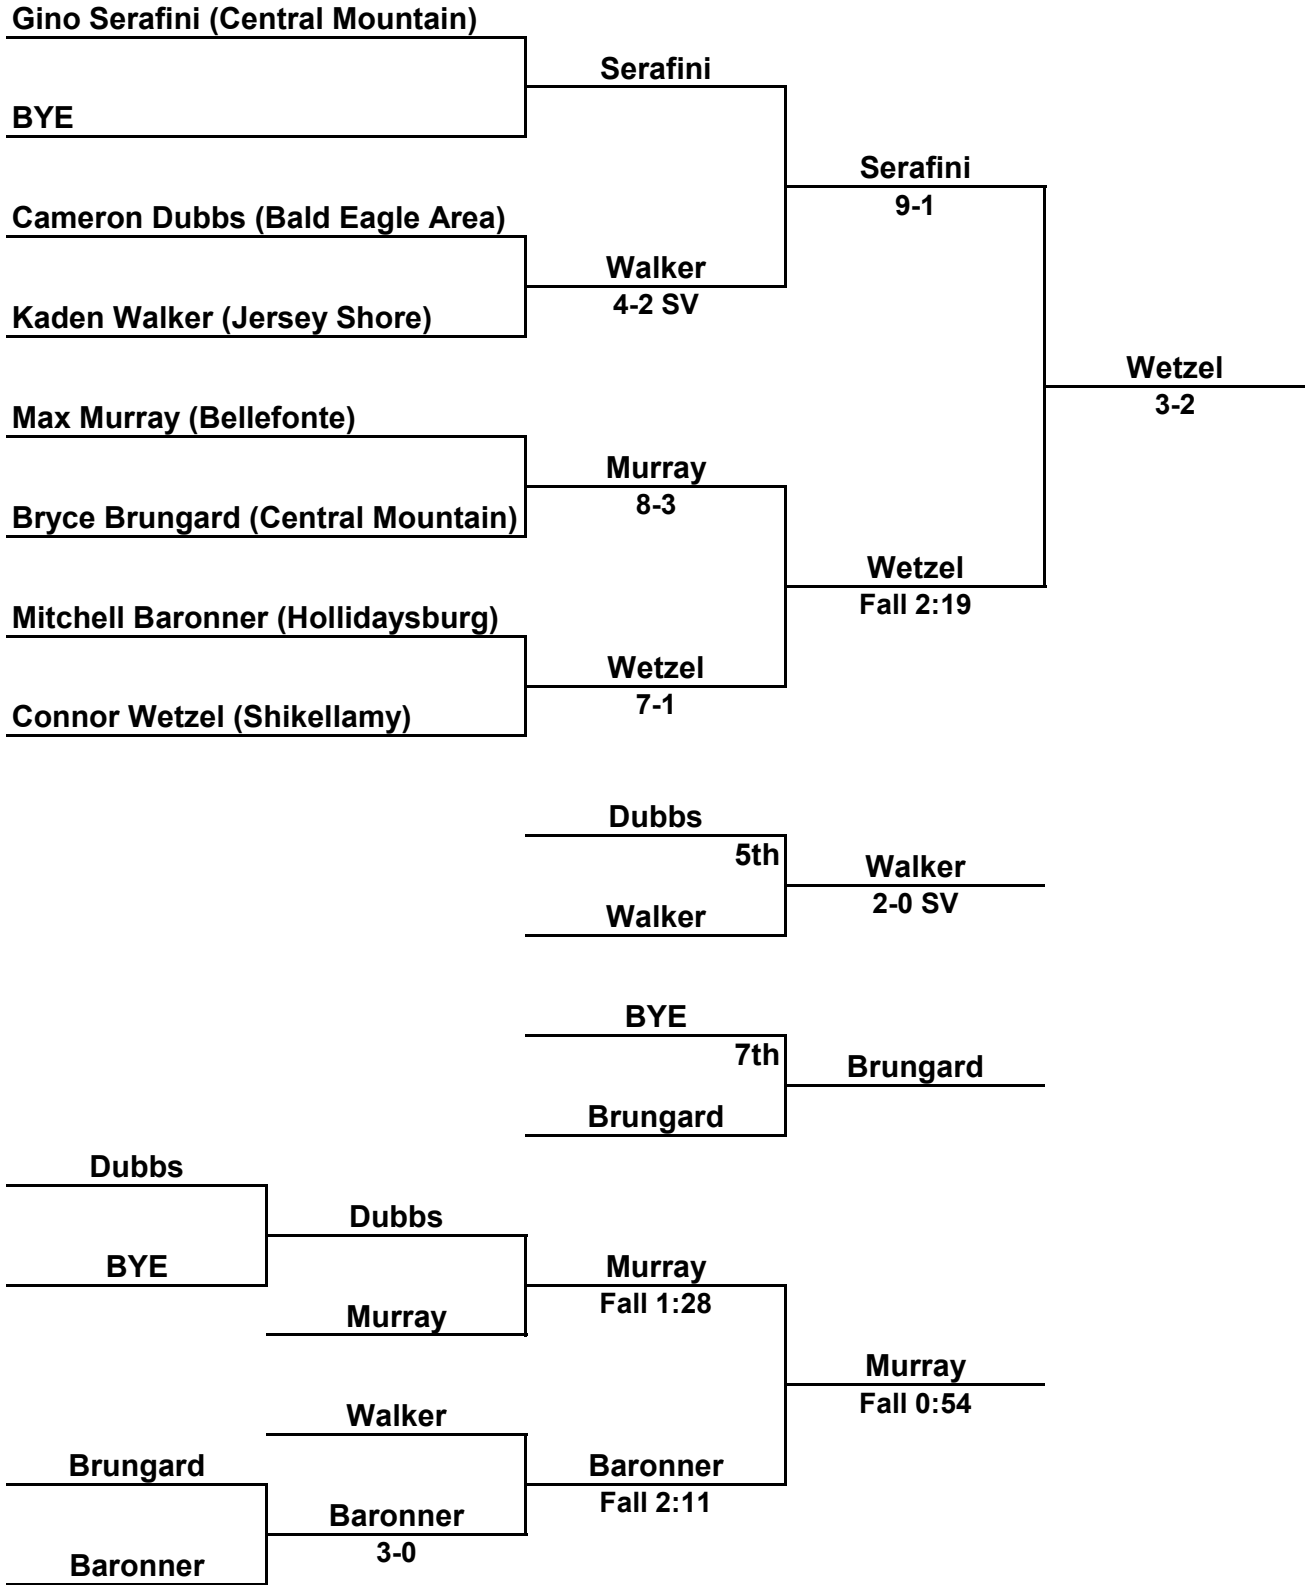 Gino Serafini (Central Mountain)
Serafini
BYE
Serafini
9-1
Cameron Dubbs (Bald Eagle Area)
Walker
4-2 SV
Kaden Walker (Jersey Shore)
Wetzel
3-2
Max Murray (Bellefonte)
Murray
8-3
Bryce Brungard (Central Mountain)
Wetzel
Fall 2:19
Mitchell Baronner (Hollidaysburg)
Wetzel
7-1
Connor Wetzel (Shikellamy)
Dubbs
5th
Walker
2-0 SV
Walker
BYE
7th
Brungard
Brungard
Dubbs
Dubbs
BYE
Murray
Fall 1:28
Murray
Murray
Fall 0:54
Walker
Brungard
Baronner
Fall 2:11
Baronner
3-0
Baronner